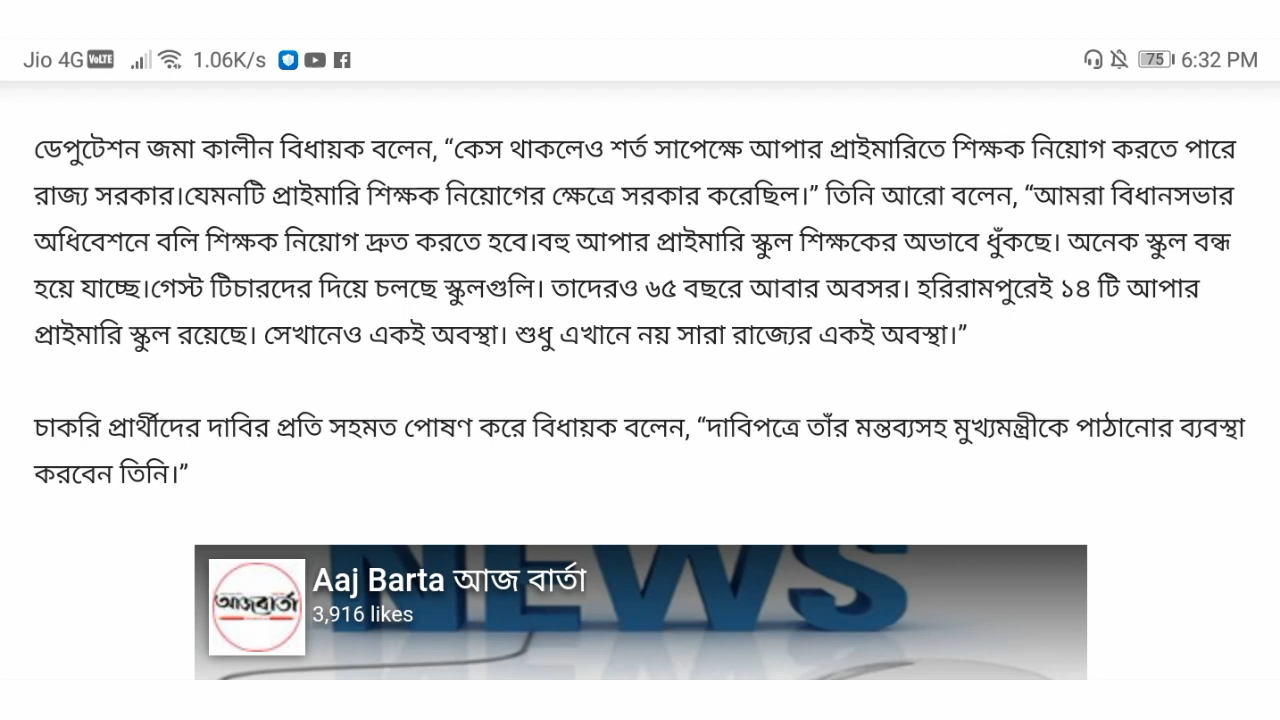 Jio 4G VoLTE 1.06K/s 75 6:32 PM
ডেপুটেশন জমা কালীন বিধায়ক বলেন, “কেস থাকলেও শর্ত সাপেক্ষে আপার প্রাইমারিতে শিক্ষক নিয়োগ করতে পারে
রাজ্য সরকার।যেমনটি প্রাইমারি শিক্ষক নিয়োগের ক্ষেত্রে সরকার করেছিল।” তিনি আরো বলেন, “আমরা বিধানসভার
অধিবেশনে বলি শিক্ষক নিয়োগ দ্রুত করতে হবে।বহু আপার প্রাইমারি স্কুল শিক্ষকের অভাবে ধুঁকছে। অনেক স্কুল বন্ধ
হয়ে যাচ্ছে।গেস্ট টিচারদের দিয়ে চলছে স্কুলগুলি। তাদেরও ৬৫ বছরে আবার অবসর। হরিরামপুরেই ১৪ টি আপার
প্রাইমারি স্কুল রয়েছে। সেখানেও একই অবস্থা। শুধু এখানে নয় সারা রাজ্যের একই অবস্থা।”
চাকরি প্রার্থীদের দাবির প্রতি সহমত পোষণ করে বিধায়ক বলেন, “দাবিপত্রে তাঁর মন্তব্যসহ মুখ্যমন্ত্রীকে পাঠানোর ব্যবস্থা
করবেন তিনি।”
NEWS
আজবার্তা
Aaj Barta আজ বার্তা
3,916 likes